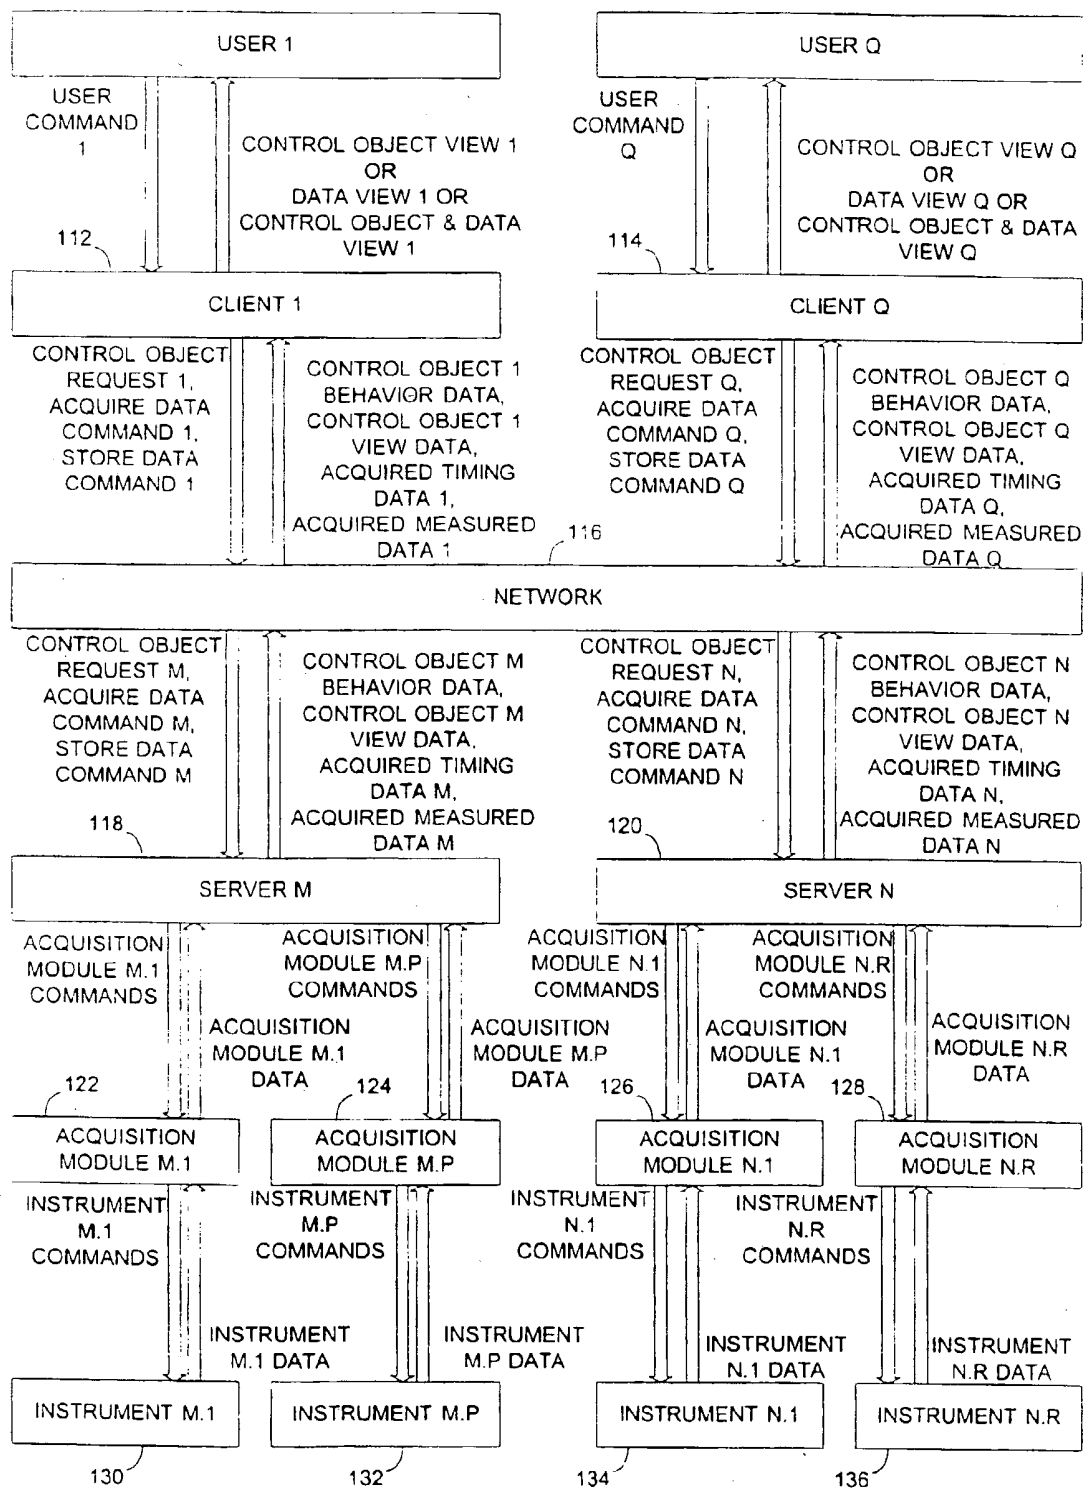 USER 1
USER Q
USER
COMMAND
1
CONTROL OBJECT VIEW 1
OR
DATA VIEW 1 OR
CONTROL OBJECT & DATA
VIEW 1
USER
COMMAND
Q
CONTROL OBJECT VIEW Q
OR
DATA VIEW Q OR
CONTROL OBJECT & DATA
VIEW Q
112
114
CLIENT 1
CLIENT Q
CONTROL OBJECT
REQUEST 1,
ACQUIRE DATA
COMMAND 1,
STORE DATA
COMMAND 1
CONTROL OBJECT 1
BEHAVIOR DATA,
CONTROL OBJECT 1
VIEW DATA,
ACQUIRED TIMING
DATA 1,
ACQUIRED MEASURED
DATA 1
CONTROL OBJECT
REQUEST Q,
ACQUIRE DATA
COMMAND Q,
STORE DATA
COMMAND Q
CONTROL OBJECT Q
BEHAVIOR DATA,
CONTROL OBJECT Q
VIEW DATA,
ACQUIRED TIMING
DATA Q,
ACQUIRED MEASURED
DATA Q
116
NETWORK
CONTROL OBJECT
REQUEST M,
ACQUIRE DATA
COMMAND M,
STORE DATA
COMMAND M
CONTROL OBJECT M
BEHAVIOR DATA,
CONTROL OBJECT M
VIEW DATA,
ACQUIRED TIMING
DATA M,
ACQUIRED MEASURED
DATA M
CONTROL OBJECT
REQUEST N,
ACQUIRE DATA
COMMAND N,
STORE DATA
COMMAND N
CONTROL OBJECT N
BEHAVIOR DATA,
CONTROL OBJECT N
VIEW DATA,
ACQUIRED TIMING
DATA N,
ACQUIRED MEASURED
DATA N
118
120
SERVER M
SERVER N
ACQUISITION
MODULE M.1
COMMANDS
ACQUISITION
MODULE M.P
COMMANDS
ACQUISITION
MODULE N.1
COMMANDS
ACQUISITION
MODULE N.R
COMMANDS
ACQUISITION
MODULE M.1
DATA
ACQUISITION
MODULE M.P
DATA
ACQUISITION
MODULE N.1
DATA
ACQUISITION
MODULE N.R
DATA
122
124
126
128
ACQUISITION
MODULE M.1
ACQUISITION
MODULE M.P
ACQUISITION
MODULE N.1
ACQUISITION
MODULE N.R
INSTRUMENT
M.1
COMMANDS
INSTRUMENT
M.P
COMMANDS
INSTRUMENT
N.1
COMMANDS
INSTRUMENT
N.R
COMMANDS
INSTRUMENT
M.1 DATA
INSTRUMENT
M.P DATA
INSTRUMENT
N.1 DATA
INSTRUMENT
N.R DATA
INSTRUMENT M.1
INSTRUMENT M.P
INSTRUMENT N.1
INSTRUMENT N.R
130
132
134
136